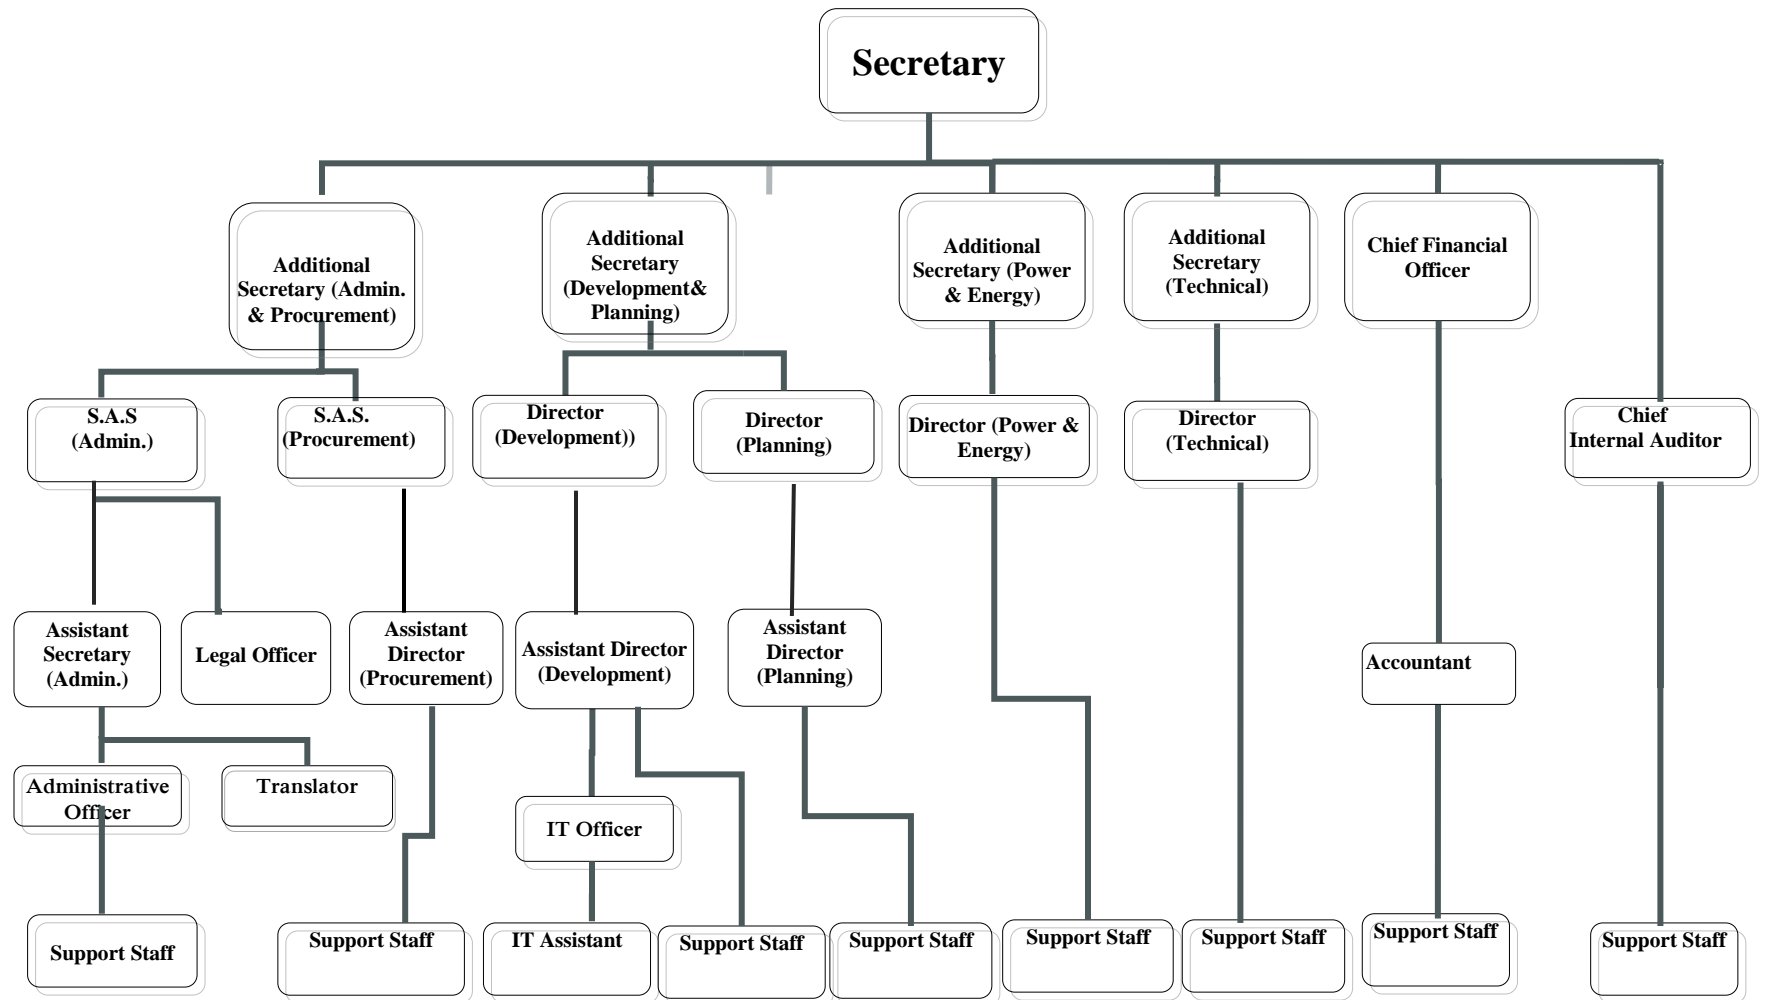 Secretary
Additional
Secretary (Admin.
& Procurement)
Additional
Secretary
(Development&
Planning)
Additional
Secretary (Power
& Energy)
Additional
Secretary
(Technical)
Chief Financial
Officer
S.A.S
(Admin.)
S.A.S.
(Procurement)
Director
(Development))
Director
(Planning)
Director (Power &
Energy)
Director
(Technical)
Chief
Internal Auditor
Assistant
Secretary
(Admin.)
Legal Officer
Assistant
Director
(Procurement)
Assistant Director
(Development)
Assistant
Director
(Planning)
Accountant
Administrative
Officer
Translator
IT Officer
Support Staff
Support Staff
IT Assistant
Support Staff
Support Staff
Support Staff
Support Staff
Support Staff
Support Staff